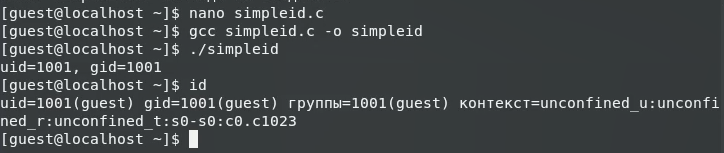 [guest@localhost ~]$ nano simpleid.c
[guest@localhost ~]$ gcc simpleid.c -o simpleid
[guest@localhost ~]$ ./simpleid
uid=1001, gid=1001
[guest@localhost ~]$ id
uid=1001(guest) gid=1001(guest) группы=1001(guest) контекст=unconfined_u:unconfi
ned_r:unconfined_t:s0-s0:c0.c1023
[guest@localhost ~]$